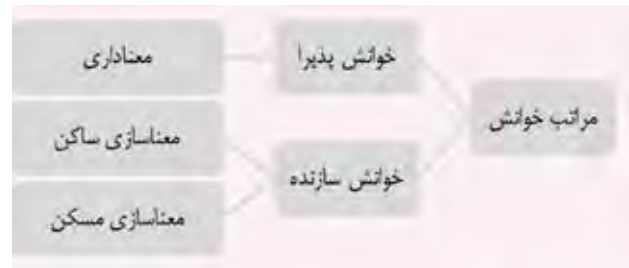 مراتب خوانش
خوانش پذیرا
معناداری
خوانش سازنده
معناسازی ساکن
معناسازی مسکن